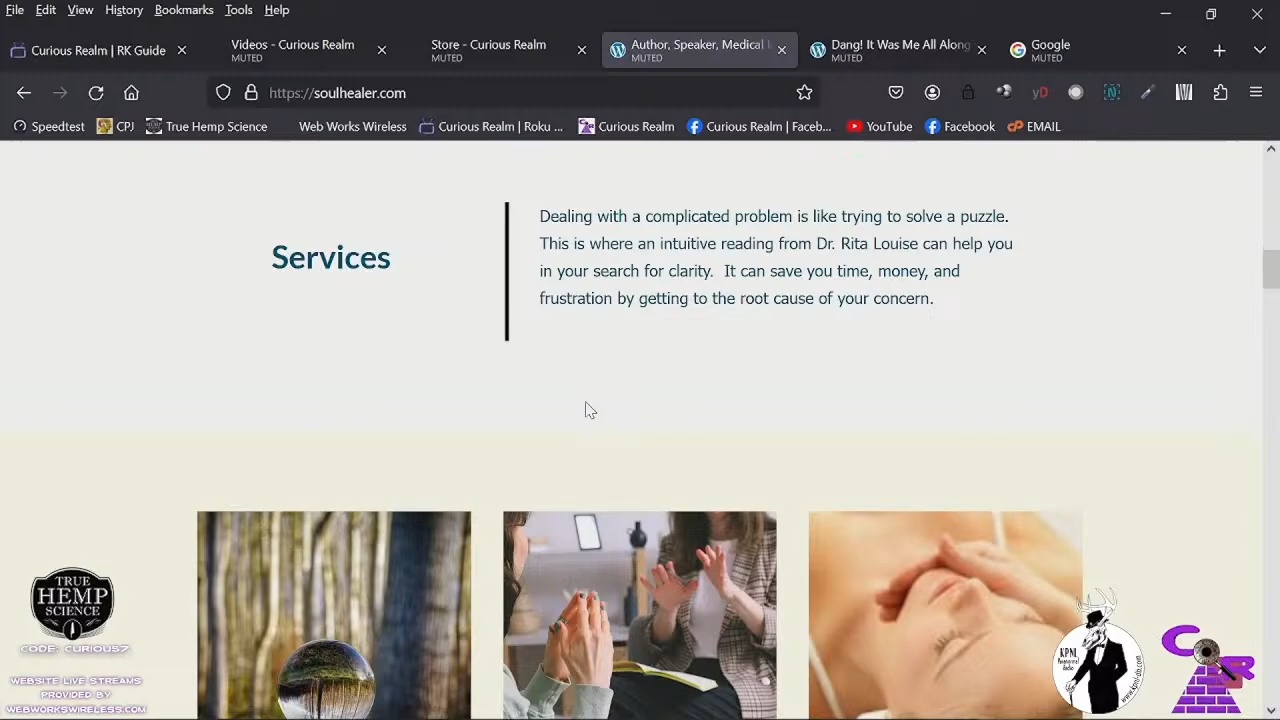 File Edit View History Bookmarks Tools Help
Curious Realm | RK Guide
Videos - Curious Realm
MUTED
Store - Curious Realm
MUTED
Author, Speaker, Medical I
MUTED
Dang! It Was Me All Along
MUTED
Google
MUTED
https://soulhealer.com
yD
N
Speedtest
CPJ
True Hemp Science
Web Works Wireless
Curious Realm | Roku ...
Curious Realm
Curious Realm | Faceb...
YouTube
Facebook
EMAIL
Services
Dealing with a complicated problem is like trying to solve a puzzle.
This is where an intuitive reading from Dr. Rita Louise can help you
in your search for clarity. It can save you time, money, and
frustration by getting to the root cause of your concern.
TRUE
HEMP
SCIENCE
CODE: CURIOUS7
WEBSITE LIVE STREAMS
PROVIDED BY
WEBWORKSWIRELESS.COM
KPNL
C R